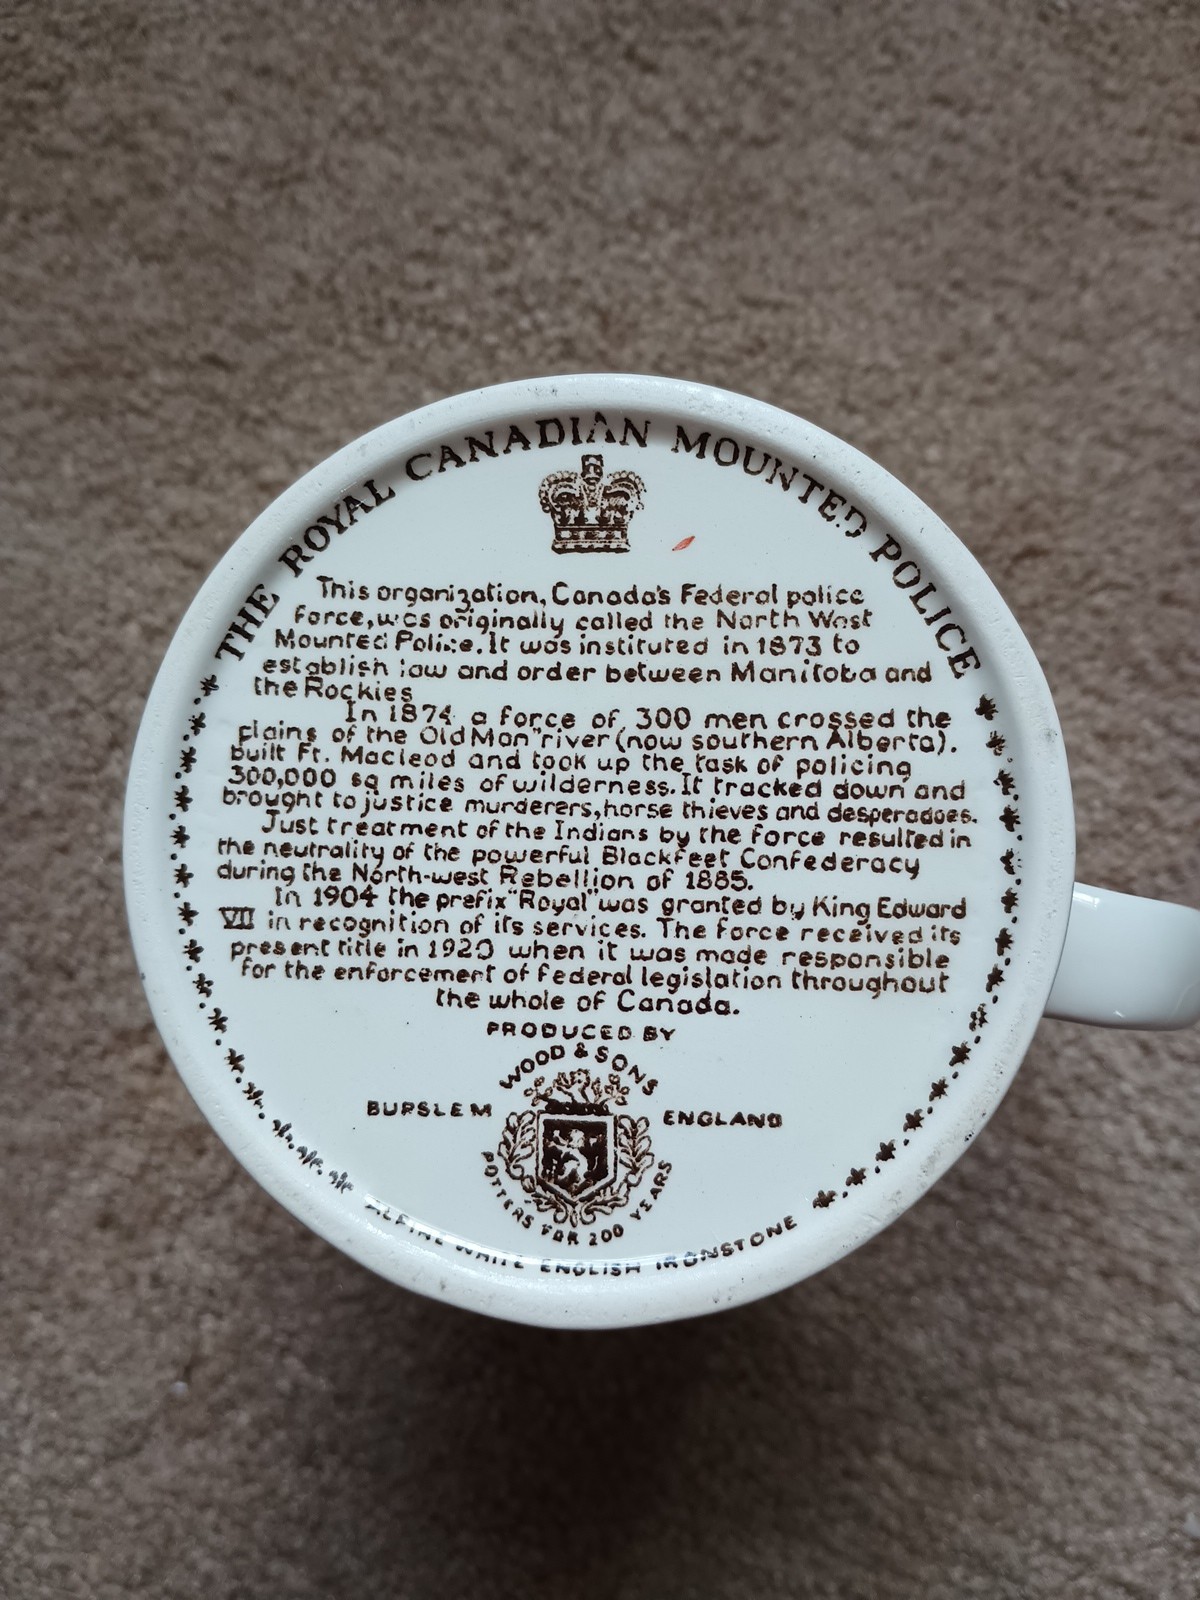 THE ROYAL CANADIAN MOUNTED POLICE
This organization, Canada's Federal police
force, was originally called the North West
Mounted Police. It was instituted in 1873 to
establish law and order between Manitoba and
the Rockies
In 1874 a force of 300 men crossed the
plains of the Old Man" river (now southern Alberta).
built Ft. Macleod and took up the task of policing
300,000 sq miles of wilderness. It tracked down and
brought to justice murderers, horse thieves and desperadoes.
Just treatment of the Indians by the force resulted in
the neutrality of the powerful Blackfeet Confederacy
during the North-west Rebellion of 1885.
In 1904 the prefix "Royal" was granted by King Edward
VII in recognition of its services. The force received its
present title in 1920 when it was made responsible
for the enforcement of federal legislation throughout
the whole of Canada.
PRODUCED BY
WOOD & SONS
BURSLEM ENGLAND
POTTERS FOR 200 YEARS
ALPINE WHITE ENGLISH IRONSTONE